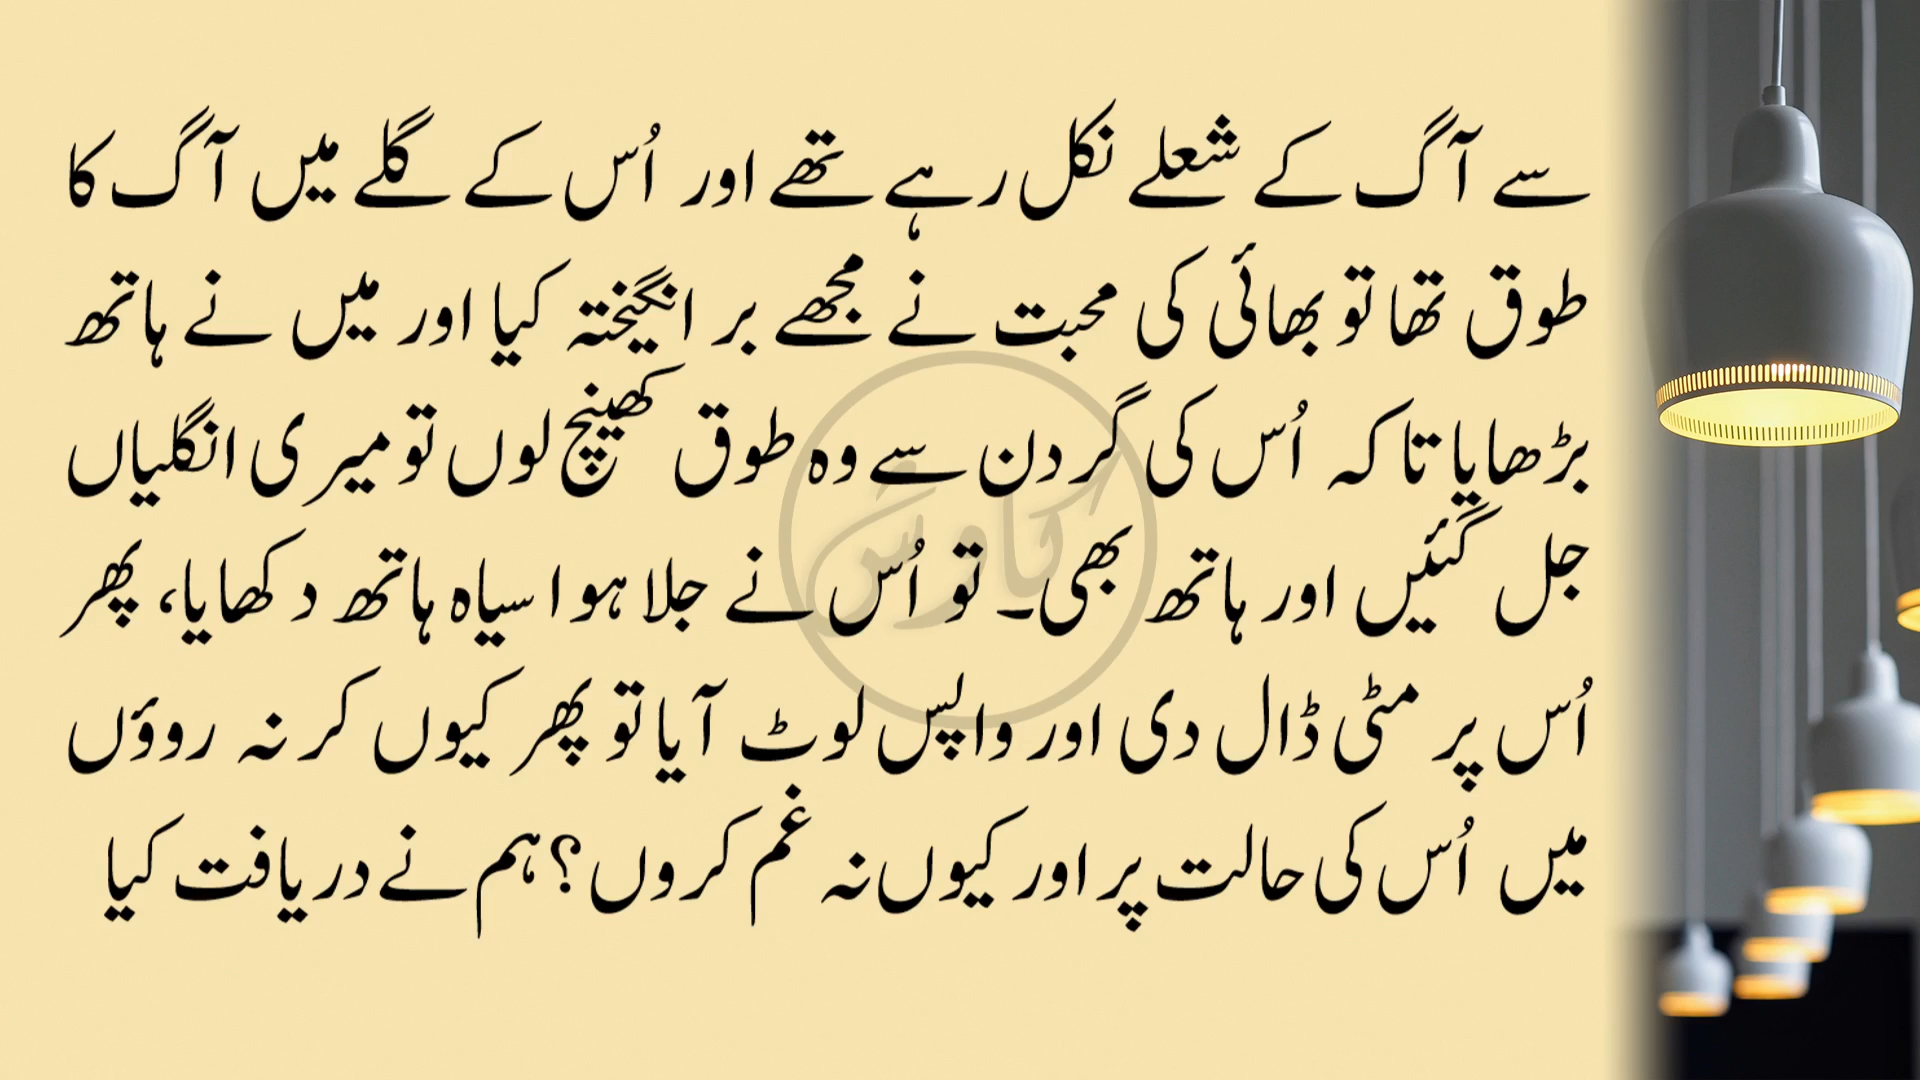 سے آگ کے شعلے نکل رہے تھے اور اُس کے گلے میں آگ کا
طوق تھا تو بھائی کی محبت نے مجھے بر انگیختہ کیا اور میں نے ہاتھ
بڑھایا تاکہ اُس کی گردن سے وہ طوق کھینچ لوں تو میری انگلیاں
جل گئیں اور ہاتھ بھی۔ تو اُس نے جلا ہوا سیاہ ہاتھ دکھایا، پھر
اُس پر مٹی ڈال دی اور واپس لوٹ آیا تو پھر کیوں کر نہ روؤں
میں اُس کی حالت پر اور کیوں نہ غم کروں؟ ہم نے دریافت کیا
کاوش